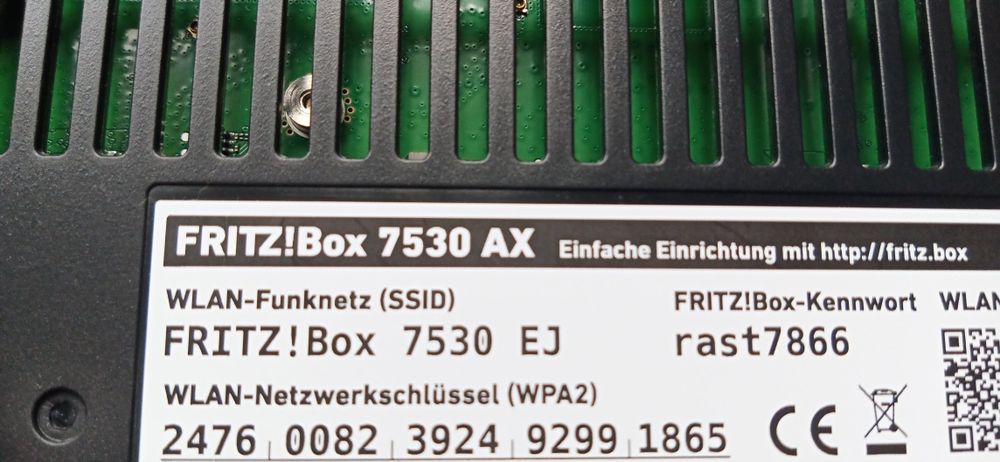 FRITZ!Box 7530 AX Einfache Einrichtung mit http://fritz.box
WLAN-Funknetz (SSID) FRITZ!Box-Kennwort WLAN
FRITZ!Box 7530 EJ rast7866
WLAN-Netzwerkschlüssel (WPA2)
2476 0082 3924 9299 1865 CE